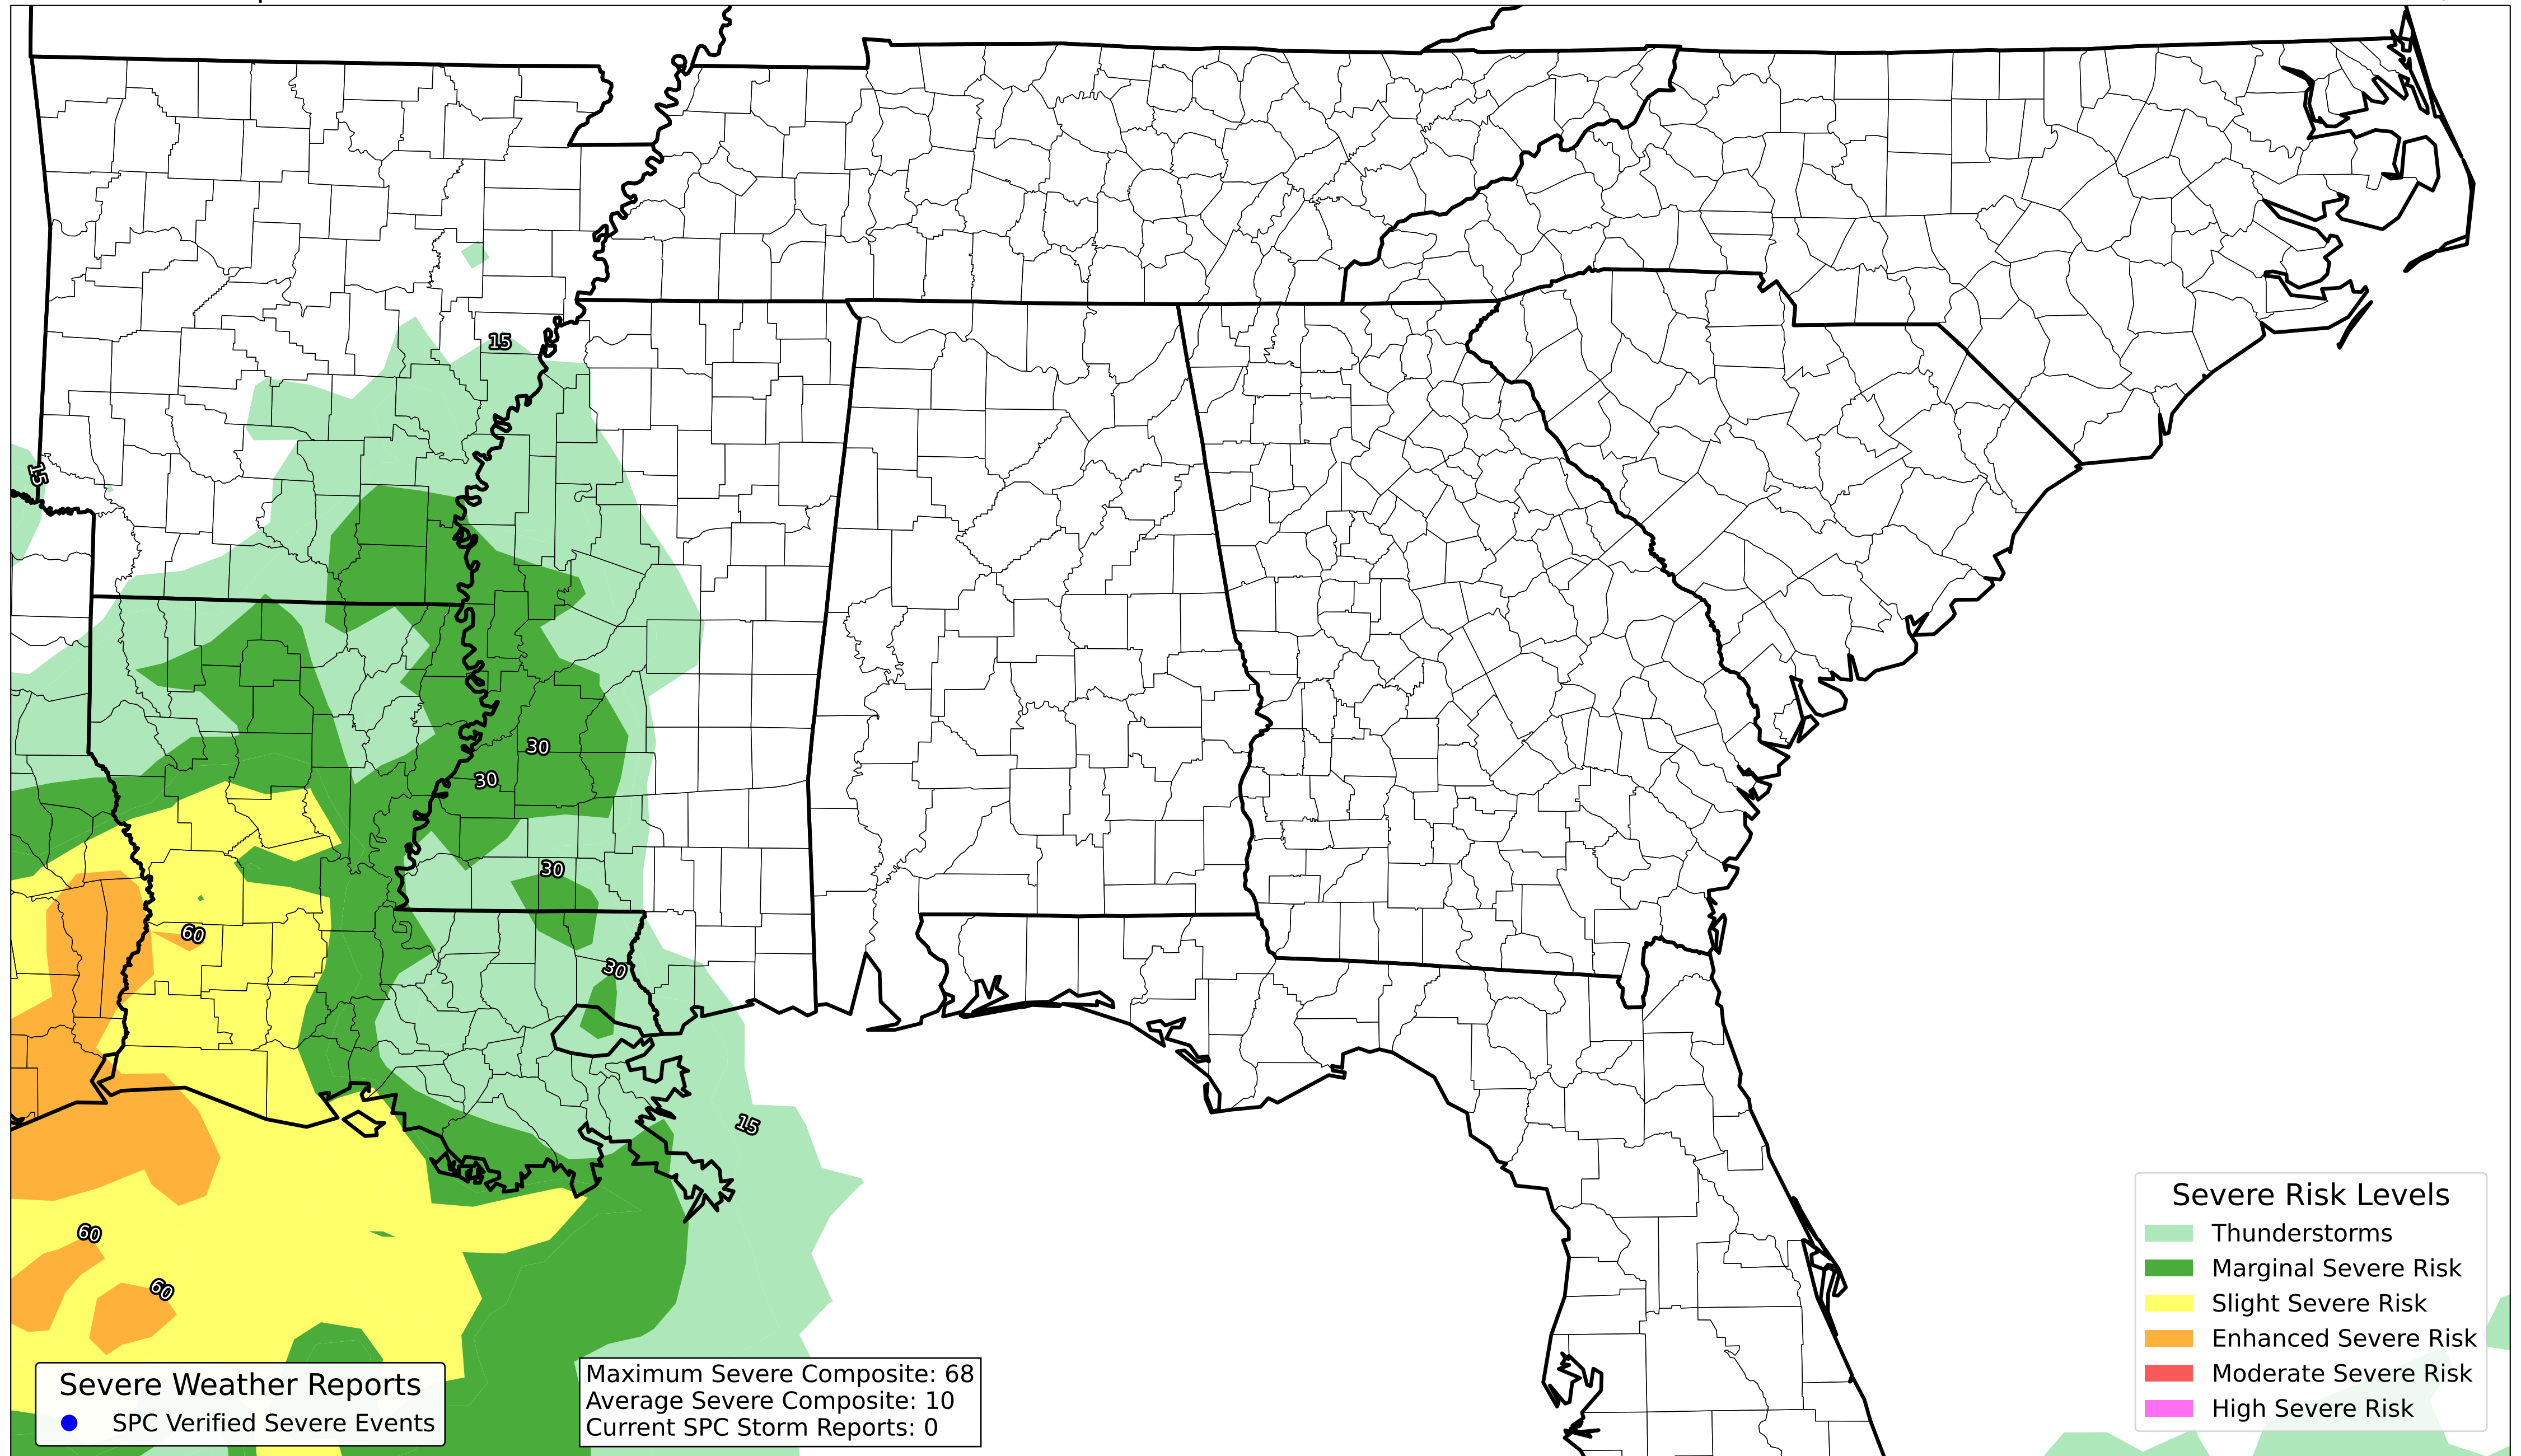 15
15
30
30
30
60
30
15
60
60
Severe Risk Levels
Thunderstorms
Marginal Severe Risk
Slight Severe Risk
Enhanced Severe Risk
Moderate Severe Risk
High Severe Risk
Severe Weather Reports
SPC Verified Severe Events
Maximum Severe Composite: 68
Average Severe Composite: 10
Current SPC Storm Reports: 0